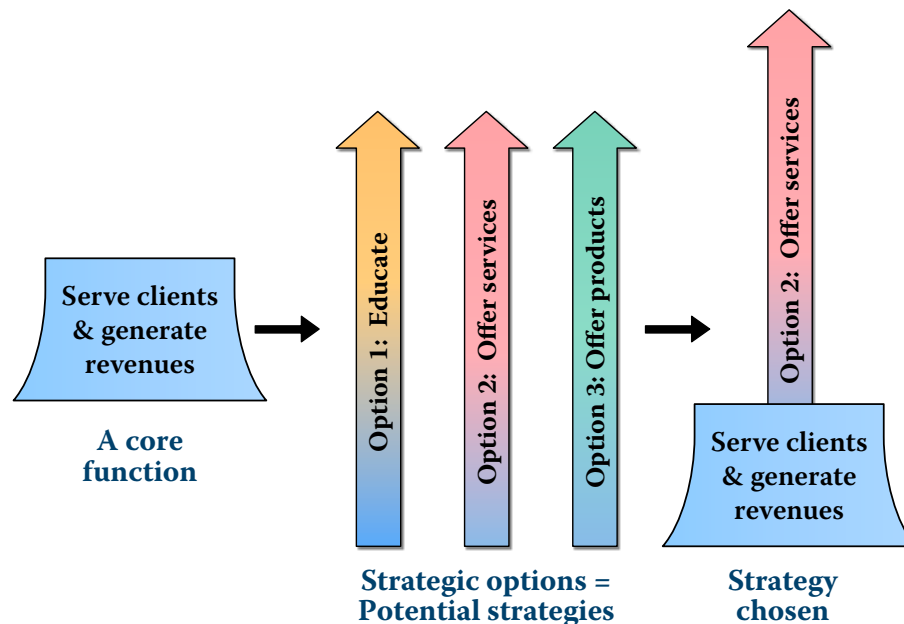 Serve clients
& generate
revenues
A core
function
Option 1:  Educate
Option 2:  Offer services
Option 3: Offer products
Strategic options =
Potential strategies
Option 2:  Offer services
Serve clients
& generate
revenues
Strategy
chosen